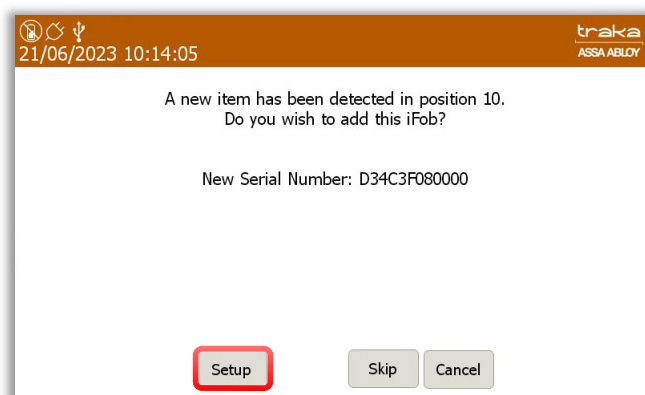 21/06/2023 10:14:05
traka
ASSA ABLOY
A new item has been detected in position 10.
Do you wish to add this iFob?
New Serial Number: D34C3F080000
Setup
Skip
Cancel